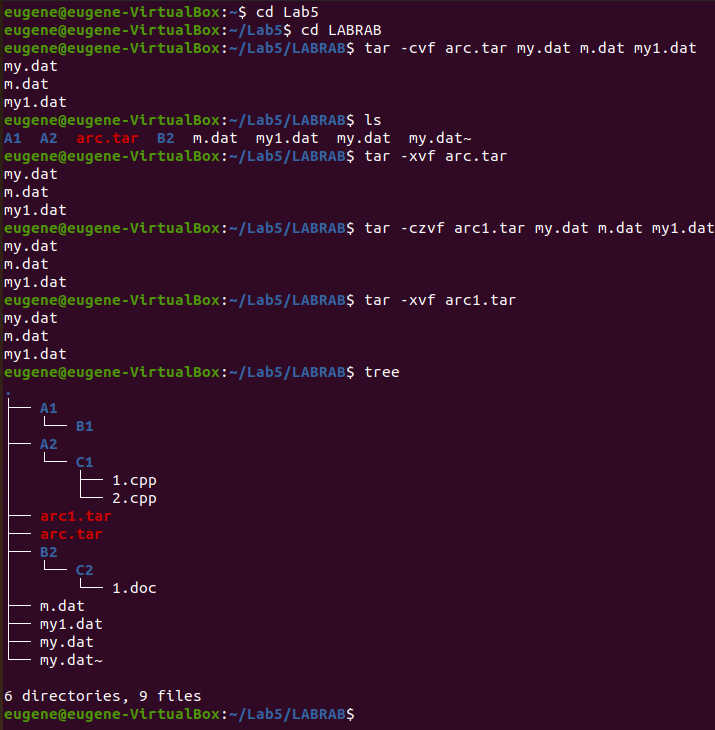 eugene@eugene-VirtualBox:~$ cd Lab5
eugene@eugene-VirtualBox:~/Lab5$ cd LABRAB
eugene@eugene-VirtualBox:~/Lab5/LABRAB$ tar -cvf arc.tar my.dat m.dat my1.dat
my.dat
m.dat
my1.dat
eugene@eugene-VirtualBox:~/Lab5/LABRAB$ ls
A1  A2  arc.tar  B2  m.dat  my1.dat  my.dat  my.dat~
eugene@eugene-VirtualBox:~/Lab5/LABRAB$ tar -xvf arc.tar
my.dat
m.dat
my1.dat
eugene@eugene-VirtualBox:~/Lab5/LABRAB$ tar -czvf arc1.tar my.dat m.dat my1.dat
my.dat
m.dat
my1.dat
eugene@eugene-VirtualBox:~/Lab5/LABRAB$ tar -xvf arc1.tar
my.dat
m.dat
my1.dat
eugene@eugene-VirtualBox:~/Lab5/LABRAB$ tree
.
├── A1
│   └── B1
├── A2
│   └── C1
│       ├── 1.cpp
│       └── 2.cpp
├── arc1.tar
├── arc.tar
├── B2
│   └── C2
│       └── 1.doc
├── m.dat
├── my1.dat
├── my.dat
└── my.dat~
6 directories, 9 files
eugene@eugene-VirtualBox:~/Lab5/LABRAB$